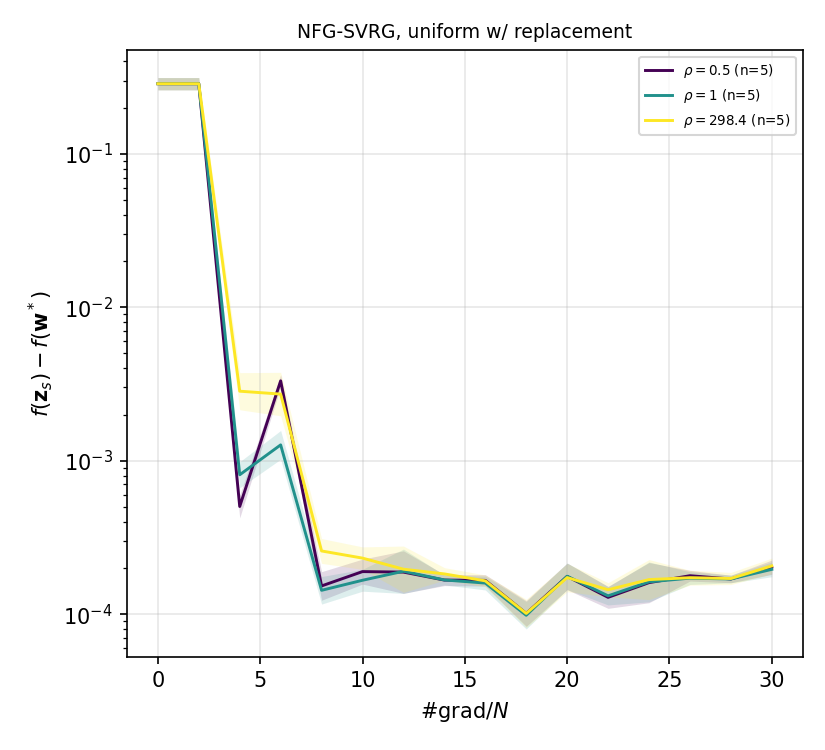 NFG-SVRG, uniform w/ replacement
ρ = 0.5 (n=5)
ρ = 1 (n=5)
ρ = 298.4 (n=5)
10⁻¹
10⁻²
10⁻³
10⁻⁴
f(𝐳ₛ) − f(𝐰*)
0 5 10 15 20 25 30
#grad/N